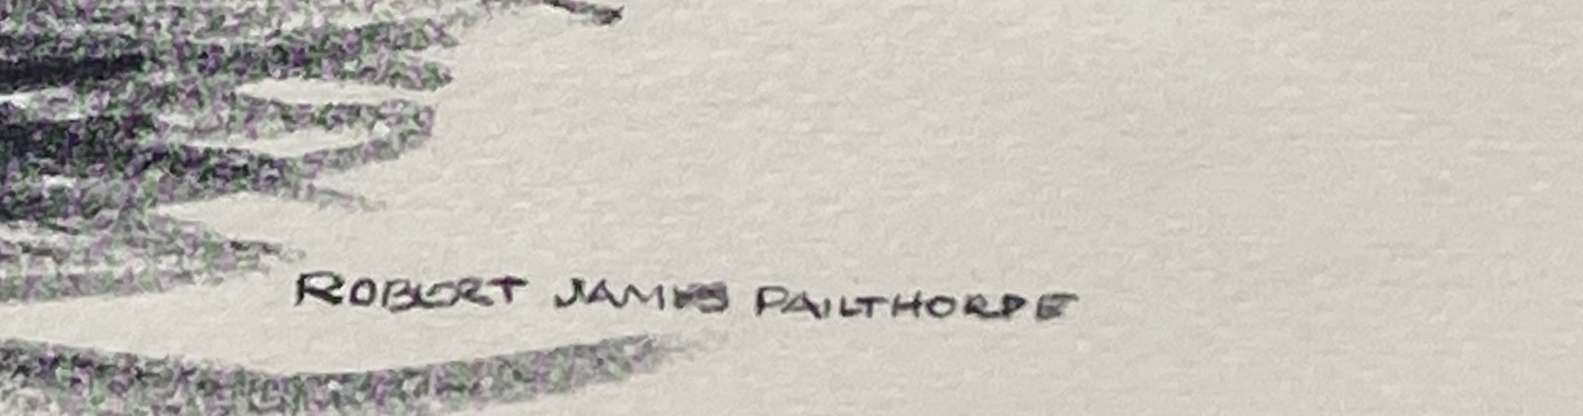 ROBERT JAMES PAILTHORPE